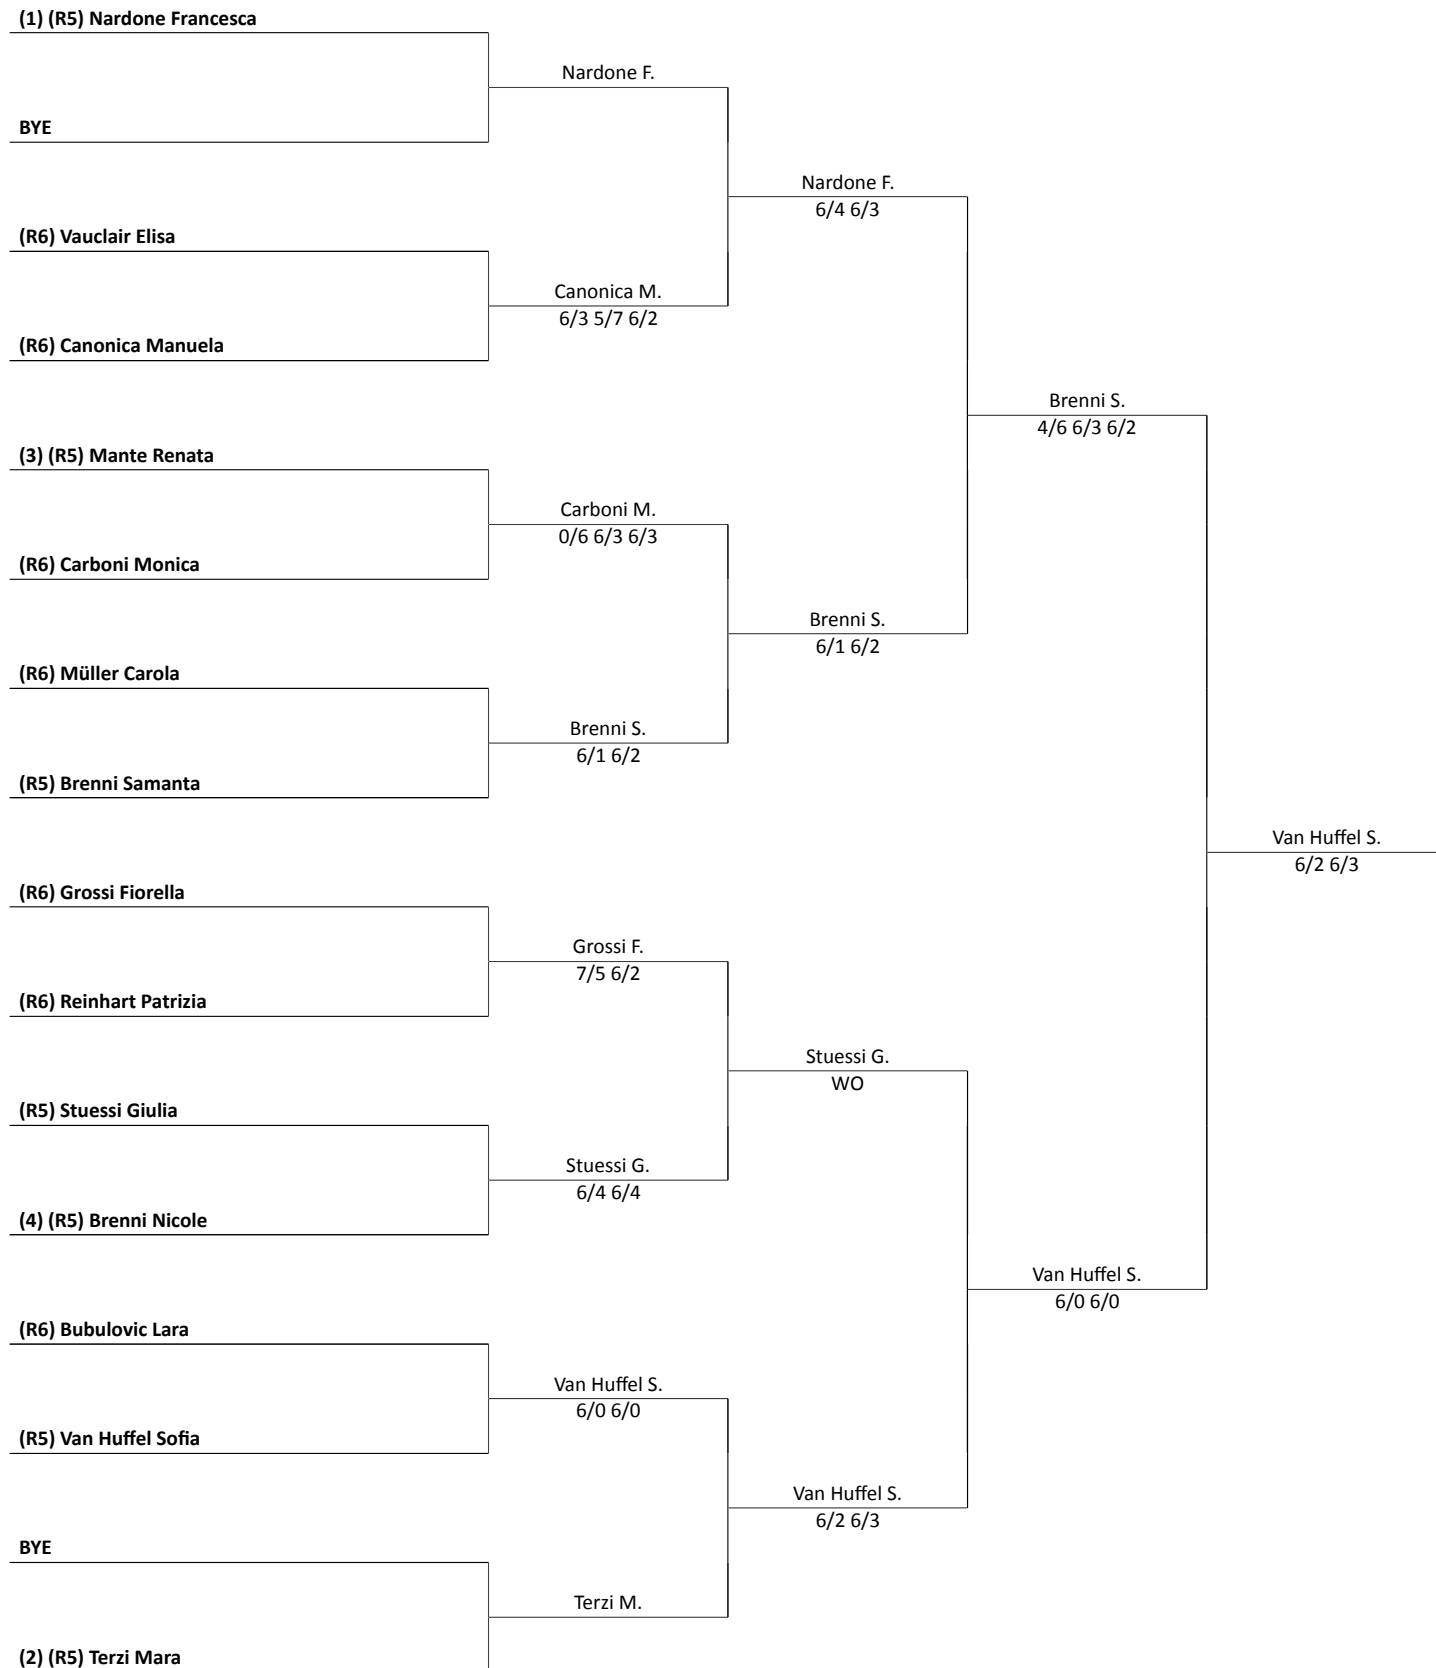 (1) (R5) Nardone Francesca
Nardone F.
BYE
Nardone F.
6/4 6/3
(R6) Vauclair Elisa
Canonica M.
6/3 5/7 6/2
(R6) Canonica Manuela
Brenni S.
4/6 6/3 6/2
(3) (R5) Mante Renata
Carboni M.
0/6 6/3 6/3
(R6) Carboni Monica
Brenni S.
6/1 6/2
(R6) Müller Carola
Brenni S.
6/1 6/2
(R5) Brenni Samanta
Van Huffel S.
6/2 6/3
(R6) Grossi Fiorella
Grossi F.
7/5 6/2
(R6) Reinhart Patrizia
Stuessi G.
WO
(R5) Stuessi Giulia
Stuessi G.
6/4 6/4
(4) (R5) Brenni Nicole
Van Huffel S.
6/0 6/0
(R6) Bubulovic Lara
Van Huffel S.
6/0 6/0
(R5) Van Huffel Sofia
Van Huffel S.
6/2 6/3
BYE
Terzi M.
(2) (R5) Terzi Mara